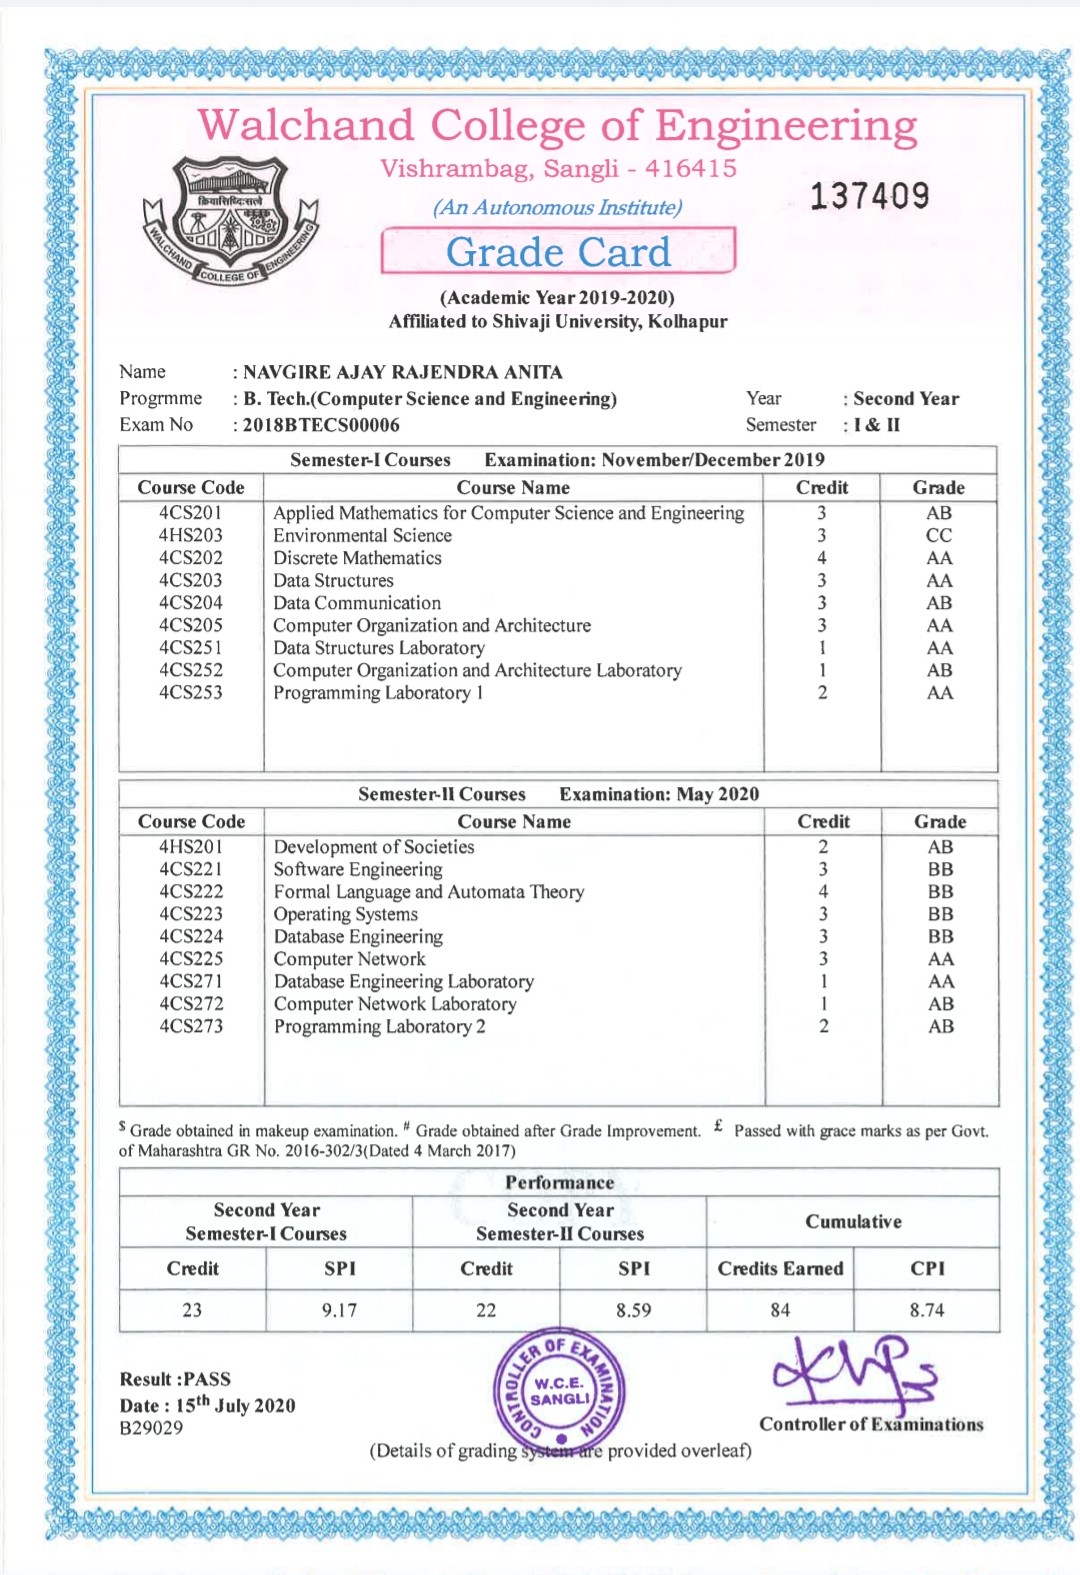 Walchand College of Engineering
Vishrambag, Sangli - 416415
137409
(An Autonomous Institute)
Grade Card
(Academic Year 2019-2020)
Affiliated to Shivaji University, Kolhapur
क्रियासिध्दिःसत्वे
WALCHAND COLLEGE OF ENGINEERING
Name : NAVGIRE AJAY RAJENDRA ANITA
Progrmme : B. Tech.(Computer Science and Engineering) Year : Second Year
Exam No : 2018BTECS00006 Semester : I & II
Semester-I Courses Examination: November/December 2019
Course Code Course Name Credit Grade
4CS201 Applied Mathematics for Computer Science and Engineering 3 AB
4HS203 Environmental Science 3 CC
4CS202 Discrete Mathematics 4 AA
4CS203 Data Structures 3 AA
4CS204 Data Communication 3 AB
4CS205 Computer Organization and Architecture 3 AA
4CS251 Data Structures Laboratory 1 AA
4CS252 Computer Organization and Architecture Laboratory 1 AB
4CS253 Programming Laboratory 1 2 AA
Semester-II Courses Examination: May 2020
Course Code Course Name Credit Grade
4HS201 Development of Societies 2 AB
4CS221 Software Engineering 3 BB
4CS222 Formal Language and Automata Theory 4 BB
4CS223 Operating Systems 3 BB
4CS224 Database Engineering 3 BB
4CS225 Computer Network 3 AA
4CS271 Database Engineering Laboratory 1 AA
4CS272 Computer Network Laboratory 1 AB
4CS273 Programming Laboratory 2 2 AB
$ Grade obtained in makeup examination. # Grade obtained after Grade Improvement. £ Passed with grace marks as per Govt.
of Maharashtra GR No. 2016-302/3(Dated 4 March 2017)
Performance
Second Year Second Year Cumulative
Semester-I Courses Semester-II Courses
Credit SPI Credit SPI Credits Earned CPI
23 9.17 22 8.59 84 8.74
Result :PASS
Date : 15th July 2020
B29029
CONTROLLER OF EXAMINATION
W.C.E.
SANGLI
Controller of Examinations
(Details of grading system are provided overleaf)